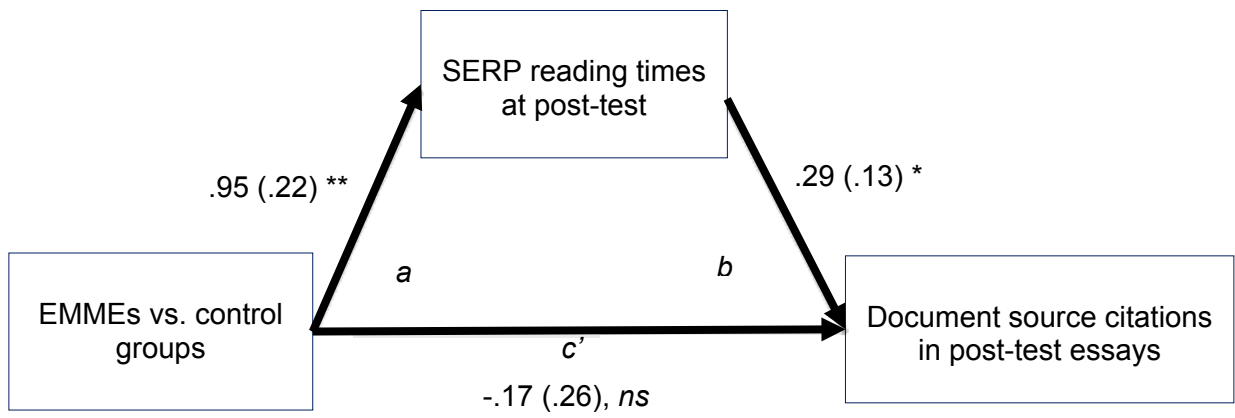 SERP reading times
at post-test
.95 (.22) **
.29 (.13) *
a
b
EMMEs vs. control
groups
Document source citations
in post-test essays
c’
-.17 (.26), ns